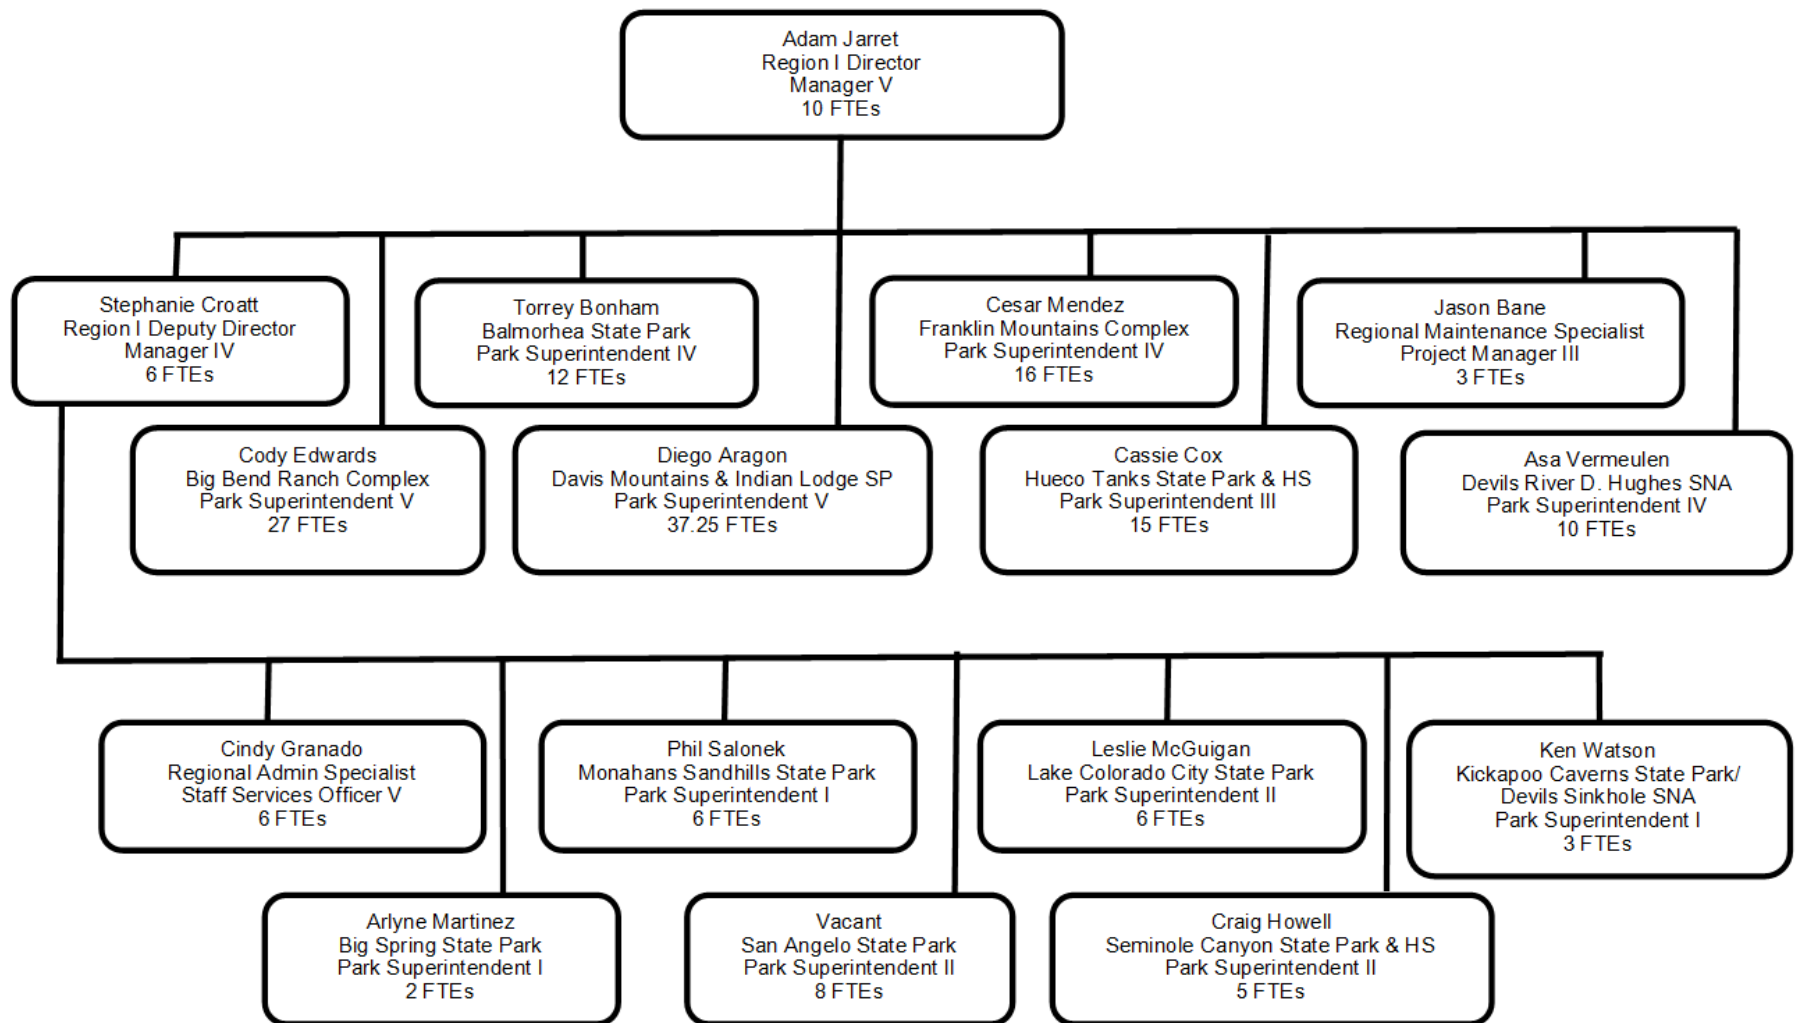 Adam Jarret
Region I Director
Manager V
10 FTEs
Stephanie Croatt
Region I Deputy Director
Manager IV
6 FTEs
Torrey Bonham
Balmorhea State Park
Park Superintendent IV
12 FTEs
Cesar Mendez
Franklin Mountains Complex
Park Superintendent IV
16 FTEs
Jason Bane
Regional Maintenance Specialist
Project Manager III
3 FTEs
Cody Edwards
Big Bend Ranch Complex
Park Superintendent V
27 FTEs
Diego Aragon
Davis Mountains & Indian Lodge SP
Park Superintendent V
37.25 FTEs
Cassie Cox
Hueco Tanks State Park & HS
Park Superintendent III
15 FTEs
Asa Vermeulen
Devils River D. Hughes SNA
Park Superintendent IV
10 FTEs
Cindy Granado
Regional Admin Specialist
Staff Services Officer V
6 FTEs
Phil Salonek
Monahans Sandhills State Park
Park Superintendent I
6 FTEs
Leslie McGuigan
Lake Colorado City State Park
Park Superintendent II
6 FTEs
Ken Watson
Kickapoo Caverns State Park/
Devils Sinkhole SNA
Park Superintendent I
3 FTEs
Arlyne Martinez
Big Spring State Park
Park Superintendent I
2 FTEs
Vacant
San Angelo State Park
Park Superintendent II
8 FTEs
Craig Howell
Seminole Canyon State Park & HS
Park Superintendent II
5 FTEs